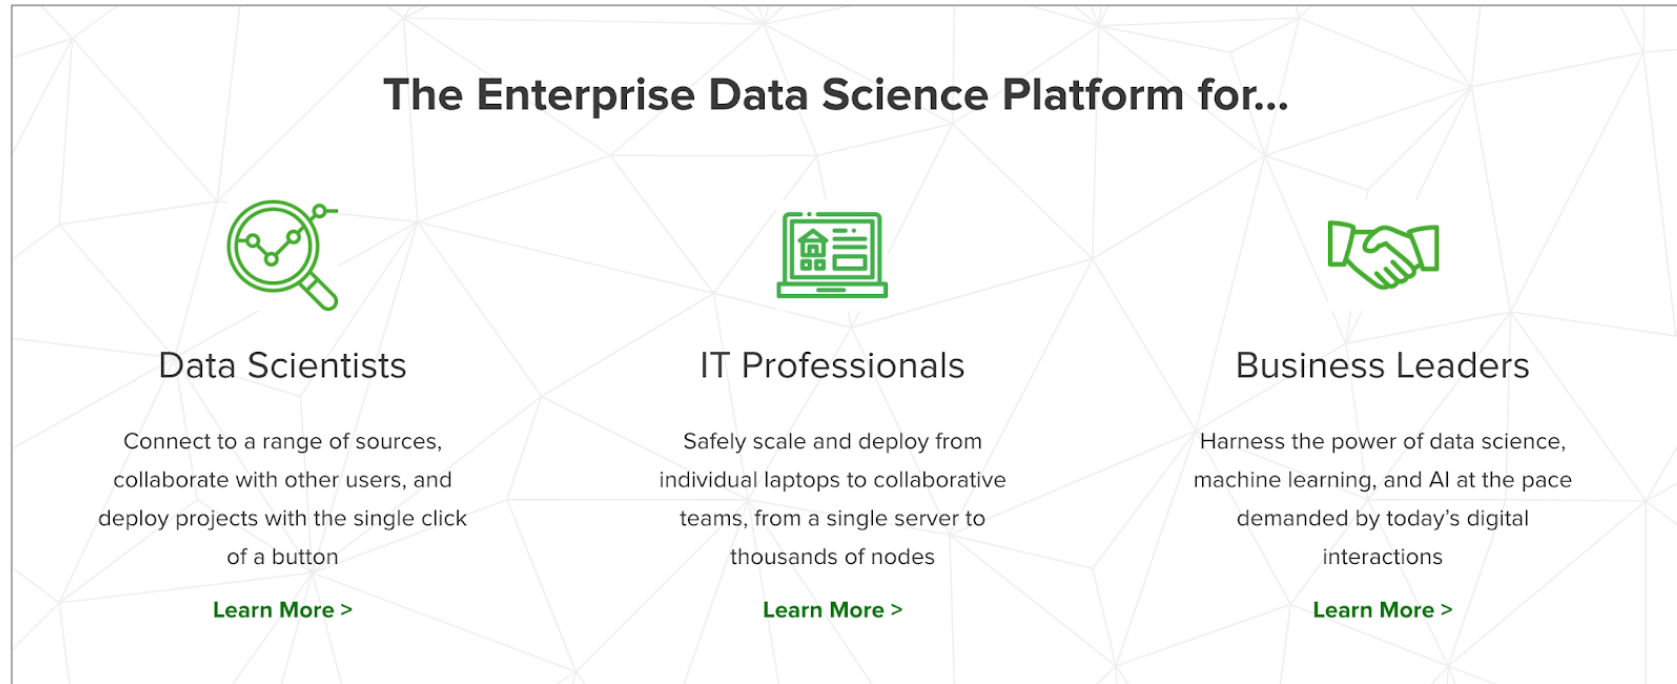 The Enterprise Data Science Platform for...
Data Scientists
Connect to a range of sources,
collaborate with other users, and
deploy projects with the single click
of a button
Learn More >
IT Professionals
Safely scale and deploy from
individual laptops to collaborative
teams, from a single server to
thousands of nodes
Learn More >
Business Leaders
Harness the power of data science,
machine learning, and AI at the pace
demanded by today’s digital
interactions
Learn More >